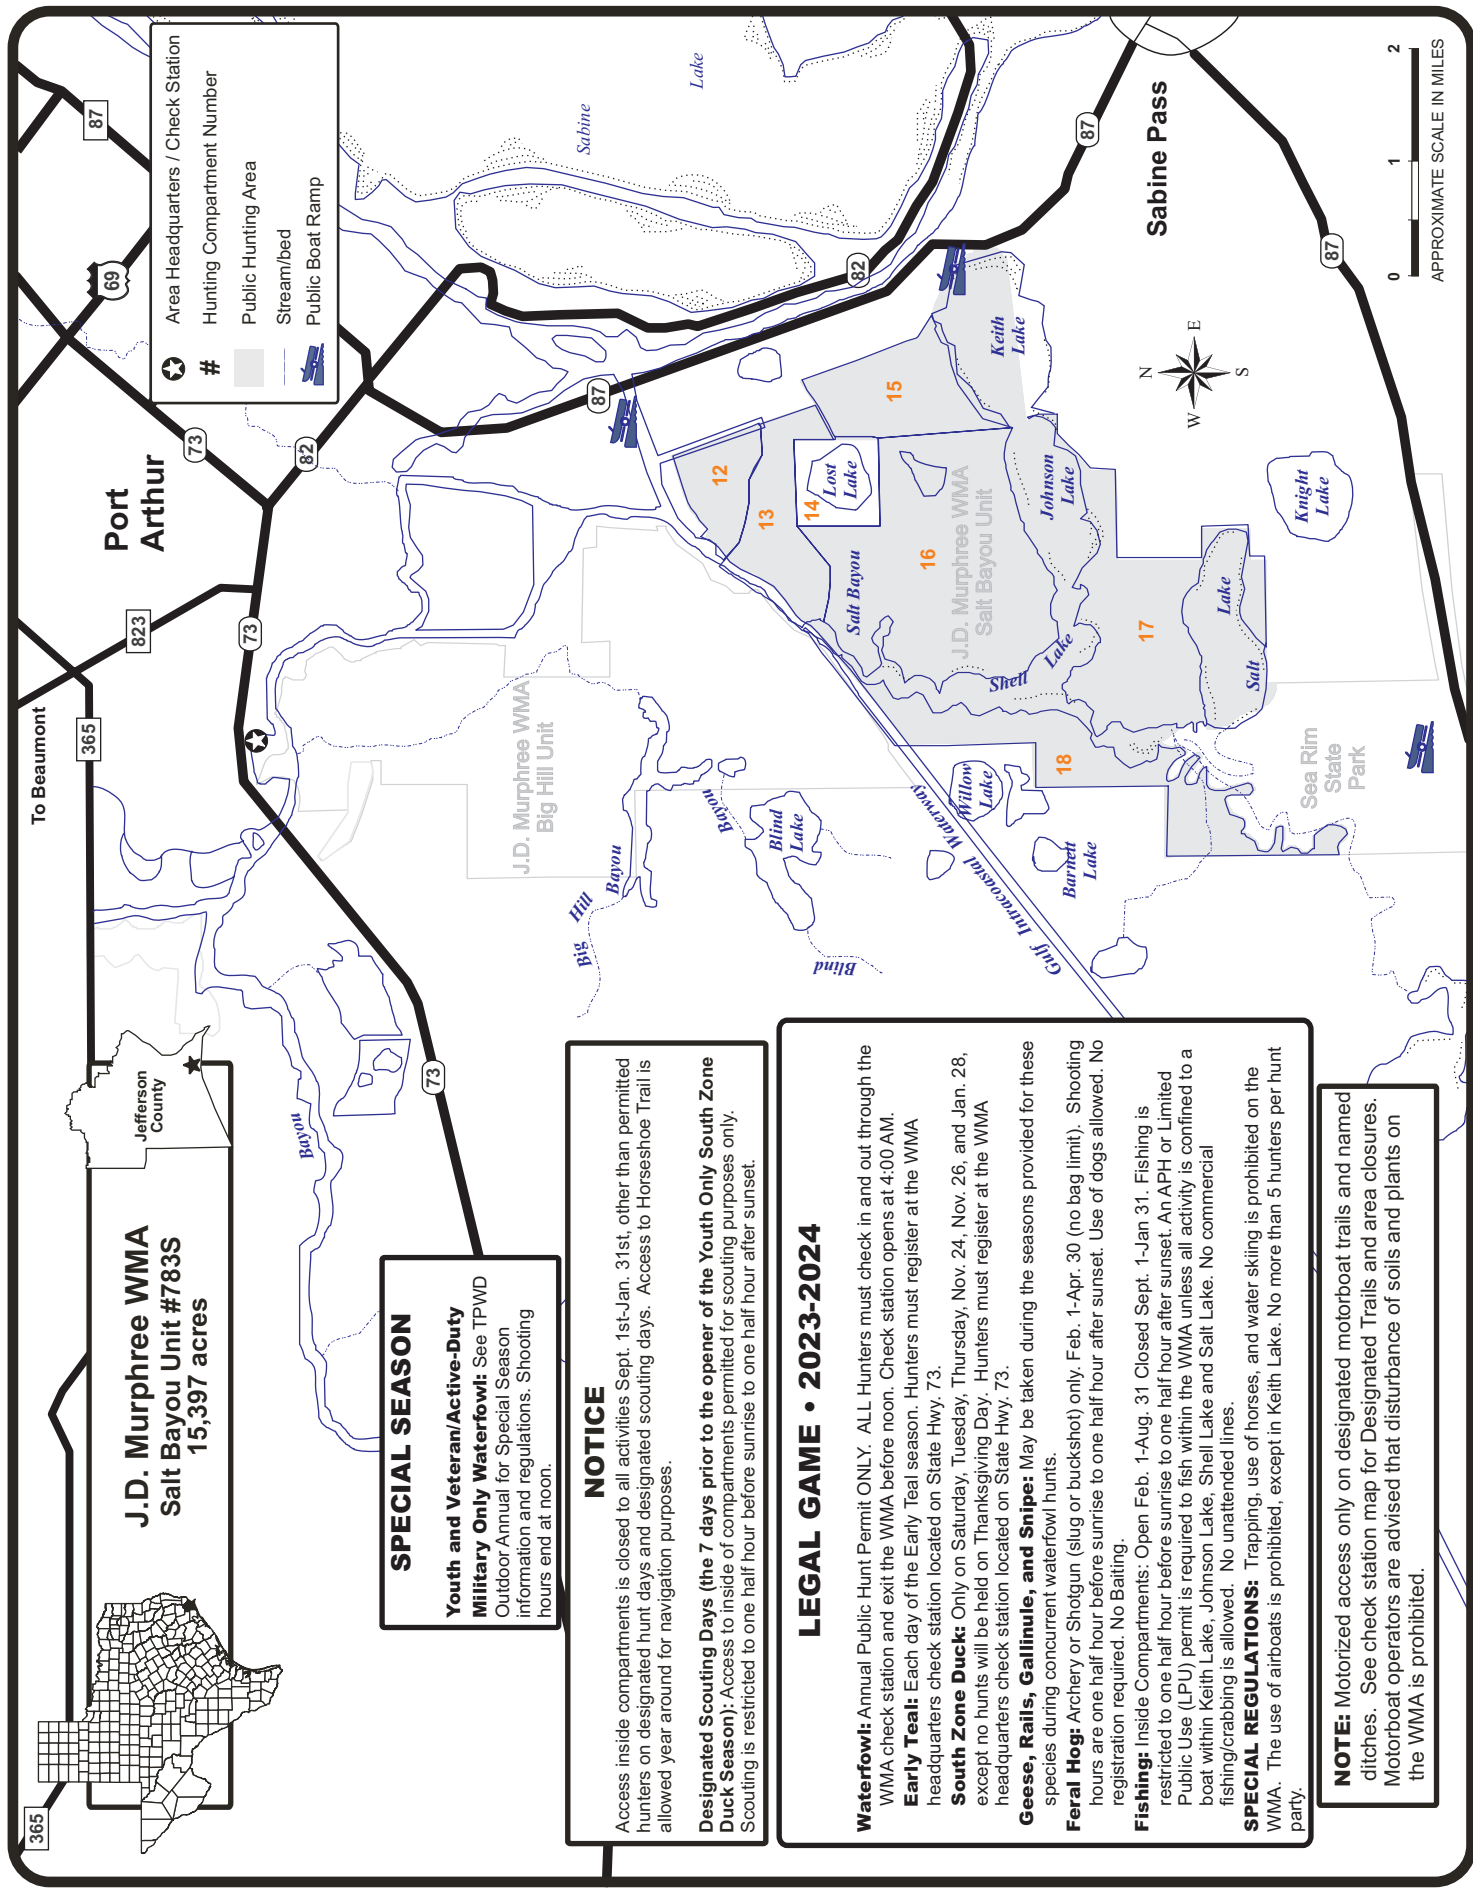 J.D. Murphree WMA
Salt Bayou Unit #783S
15,397 acres
Jefferson
County
365
To Beaumont
365
823
Port
Arthur
73
69
87
Area Headquarters / Check Station
# Hunting Compartment Number
Public Hunting Area
Stream/bed
Public Boat Ramp
73
82
73
73
Bayou
87
82
87
87
Sabine
Lake
Sabine Pass
J.D. Murphree WMA
Big Hill Unit
Big
Hill
Bayou
Blind
Bayou
Blind
Lake
Gulf Intracoastal Waterway
Willow
Lake
Barnett
Lake
12
13
14
Lost
Lake
15
16
17
18
Salt Bayou
J.D. Murphree WMA
Salt Bayou Unit
Keith
Lake
Johnson
Lake
Shell
Lake
Salt
Lake
Knight
Lake
Sea Rim
State
Park
N
W
E
S
0
1
2
APPROXIMATE SCALE IN MILES
SPECIAL SEASON
Youth and Veteran/Active-Duty
Military Only Waterfowl: See TPWD
Outdoor Annual for Special Season
information and regulations. Shooting
hours end at noon.
NOTICE
Access inside compartments is closed to all activities Sept. 1st-Jan. 31st, other than permitted
hunters on designated hunt days and designated scouting days. Access to Horseshoe Trail is
allowed year around for navigation purposes.
Designated Scouting Days (the 7 days prior to the opener of the Youth Only South Zone
Duck Season): Access to inside of compartments permitted for scouting purposes only.
Scouting is restricted to one half hour before sunrise to one half hour after sunset.
LEGAL GAME • 2023-2024
Waterfowl: Annual Public Hunt Permit ONLY. ALL Hunters must check in and out through the
WMA check station and exit the WMA before noon. Check station opens at 4:00 AM.
Early Teal: Each day of the Early Teal season. Hunters must register at the WMA
headquarters check station located on State Hwy. 73.
South Zone Duck: Only on Saturday, Tuesday, Thursday, Nov. 24, Nov. 26, and Jan. 28,
except no hunts will be held on Thanksgiving Day. Hunters must register at the WMA
headquarters check station located on State Hwy. 73.
Geese, Rails, Gallinule, and Snipe: May be taken during the seasons provided for these
species during concurrent waterfowl hunts.
Feral Hog: Archery or Shotgun (slug or buckshot) only. Feb. 1-Apr. 30 (no bag limit). Shooting
hours are one half hour before sunrise to one half hour after sunset. Use of dogs allowed. No
registration required. No Baiting.
Fishing: Inside Compartments: Open Feb. 1-Aug. 31 Closed Sept. 1-Jan 31. Fishing is
restricted to one half hour before sunrise to one half hour after sunset. An APH or Limited
Public Use (LPU) permit is required to fish within the WMA unless all activity is confined to a
boat within Keith Lake, Johnson Lake, Shell Lake and Salt Lake. No commercial
fishing/crabbing is allowed. No unattended lines.
SPECIAL REGULATIONS: Trapping, use of horses, and water skiing is prohibited on the
WMA. The use of airboats is prohibited, except in Keith Lake. No more than 5 hunters per hunt
party.
NOTE: Motorized access only on designated motorboat trails and named
ditches. See check station map for Designated Trails and area closures.
Motorboat operators are advised that disturbance of soils and plants on
the WMA is prohibited.